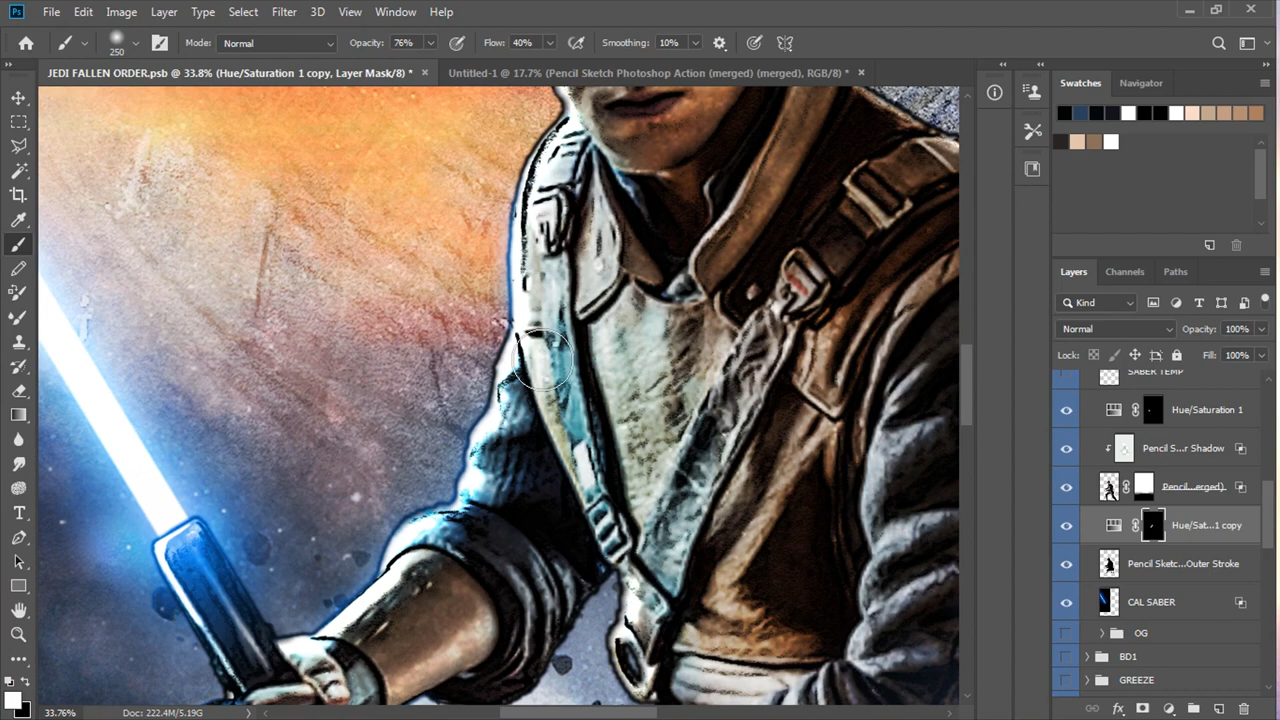 Ps File Edit Image Layer Type Select Filter 3D View Window Help
250 Mode: Normal Opacity: 76% Flow: 40% Smoothing: 10%
JEDI FALLEN ORDER.psb @ 33.8% (Hue/Saturation 1 copy, Layer Mask/8) * Untitled-1 @ 17.7% (Pencil Sketch Photoshop Action (merged) (merged), RGB/8) *
Swatches Navigator
Layers Channels Paths
Kind
Normal Opacity: 100%
Lock: Fill: 100%
SABER TEMP
Hue/Saturation 1
Pencil S...r Shadow
Pencil...erged)
Hue/Sat...1 copy
Pencil Sketc...Outer Stroke
CAL SABER
OG
BD1
GREEZE
33.76% Doc: 222.4M/5.19G